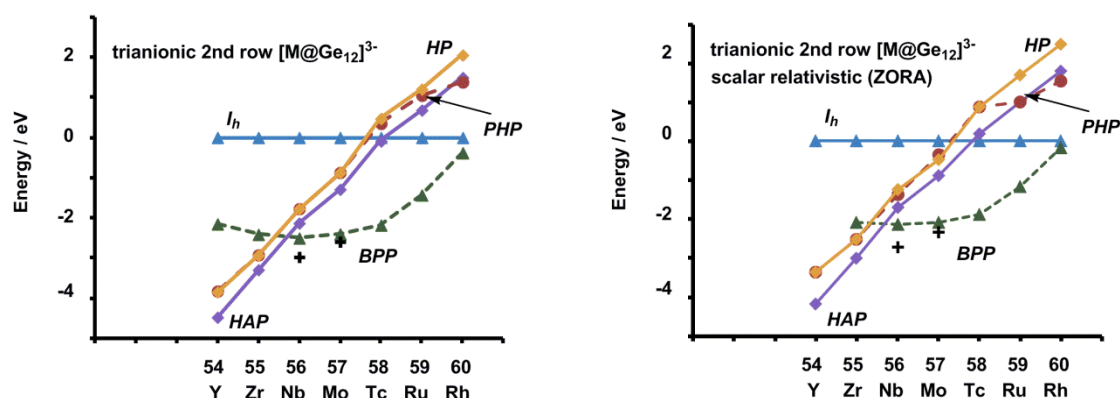 trianionic 2nd row [M@Ge₁₂]³⁻
HP
2
Iₕ
PHP
0
Energy / eV
-2
BPP
-4
HAP
54 55 56 57 58 59 60
Y Zr Nb Mo Tc Ru Rh
trianionic 2nd row [M@Ge₁₂]³⁻
scalar relativistic (ZORA)
HP
2
Iₕ
PHP
0
Energy / eV
-2
BPP
-4
HAP
54 55 56 57 58 59 60
Y Zr Nb Mo Tc Ru Rh